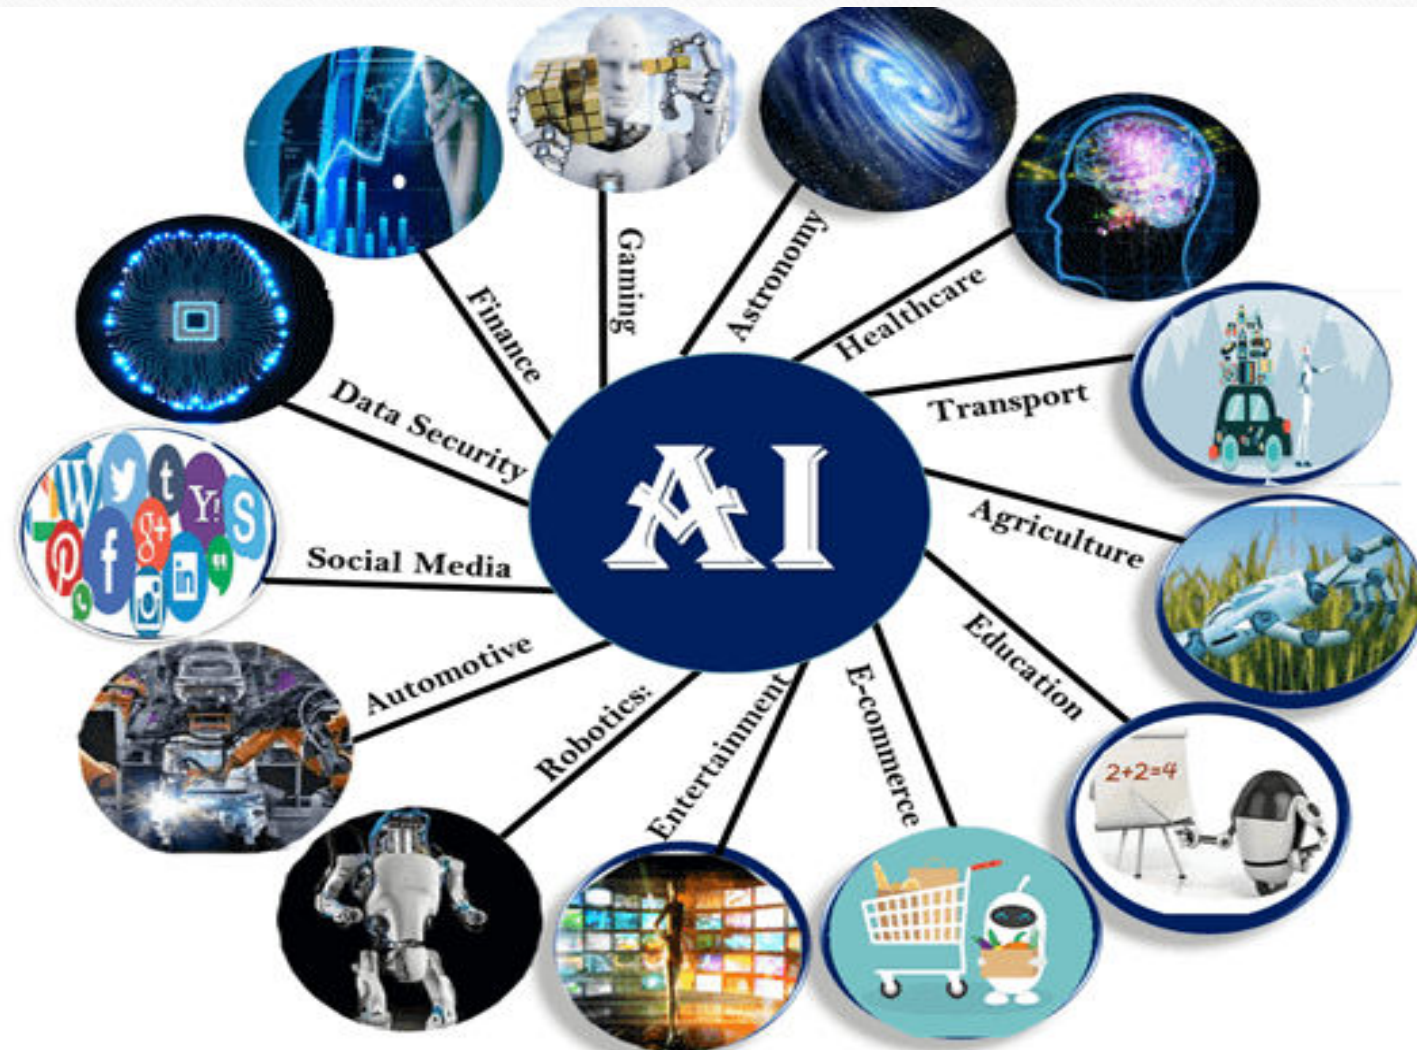 Gaming
Astronomy
Healthcare
Transport
Agriculture
Education
E-commerce
Entertainment
Robotics:
Automotive
Social Media
Data Security
Finance
AI
2+2=4
W
t
Y!
S
g+
f
in